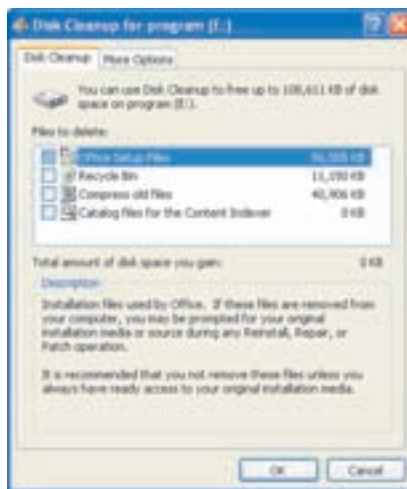 Disk Cleanup for program (E:)
Disk Cleanup
More Options
You can use Disk Cleanup to free up to 108,611 KB of disk
space on program (E:).
Files to delete:
Office Setup Files KB
Recycle Bin KB
Compress old files 40,906 KB
Catalog files for the Content Indexer 0 KB
Total amount of disk space you gain: 0 KB
Description
Installation files used by Office. If these files are removed from
your computer, you may be prompted for your original
installation media or source during any Reinstall, Repair, or
Patch operation.
It is recommended that you not remove these files unless you
always have ready access to your original installation media.
OK
Cancel